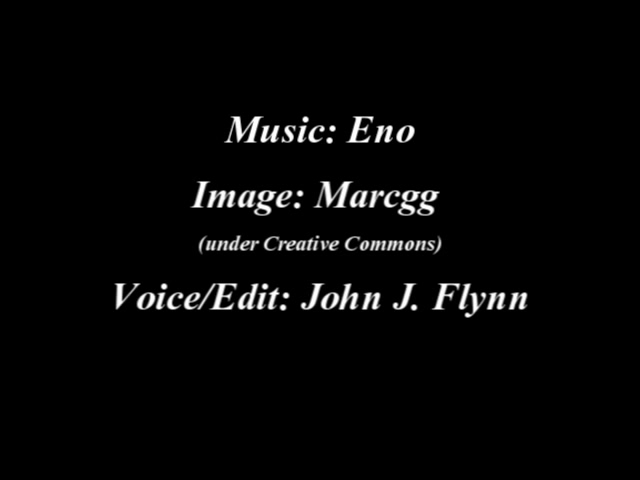 Music: Eno
Image: Marcgg
(under Creative Commons)
Voice/Edit: John J. Flynn